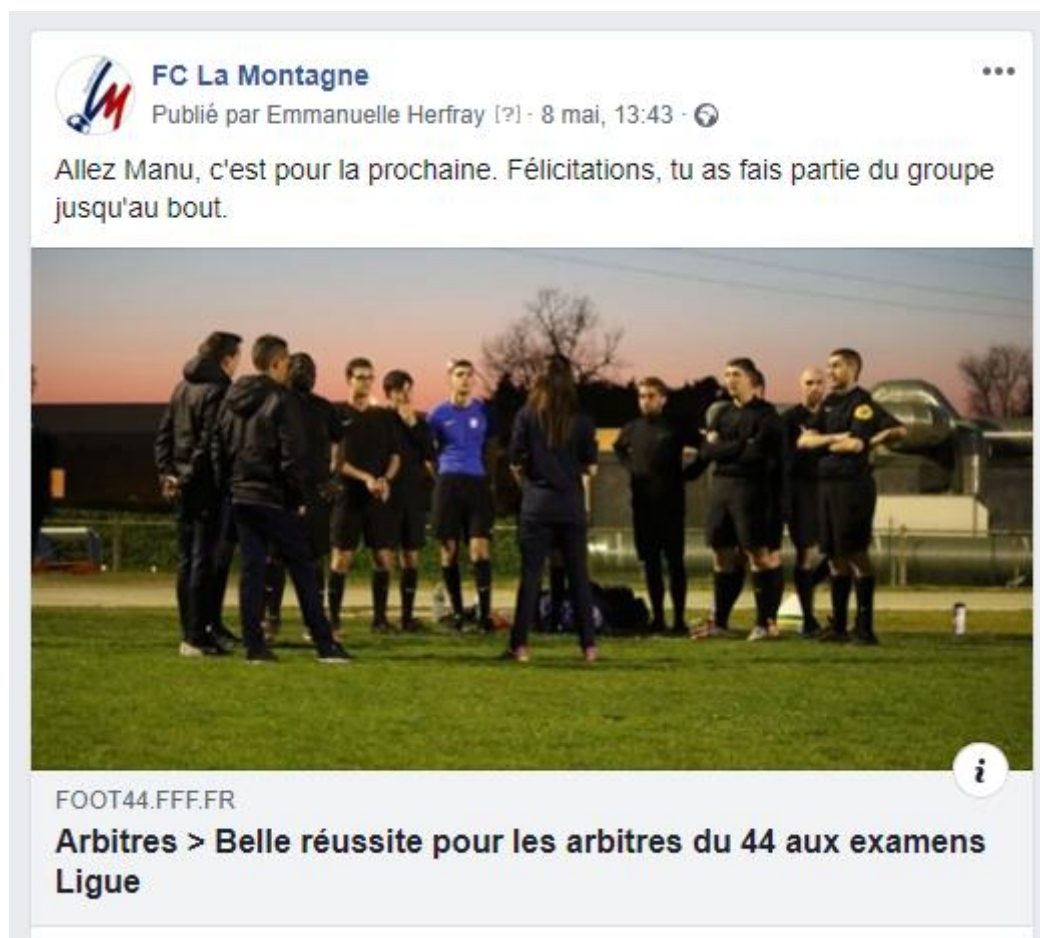 FC La Montagne
Publié par Emmanuelle Herfray [?] · 8 mai, 13:43 ·
Allez Manu, c'est pour la prochaine. Félicitations, tu as fais partie du groupe
jusqu'au bout.
FOOT44.FFF.FR
Arbitres > Belle réussite pour les arbitres du 44 aux examens
Ligue